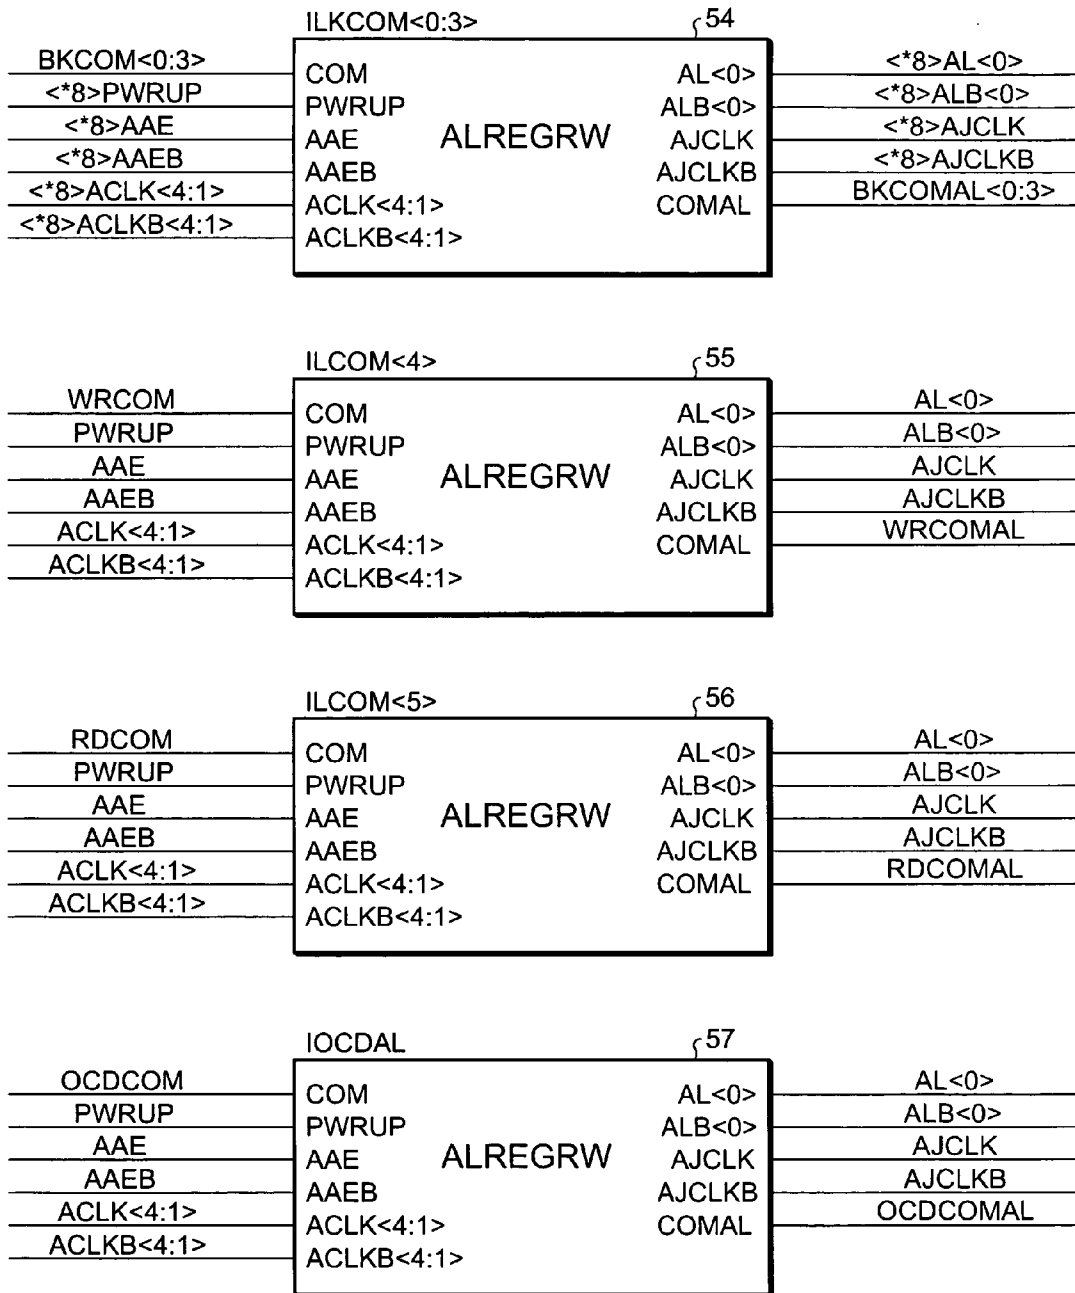 ILKCOM<0:3> 54
BKCOM<0:3> COM AL<0> <*8>AL<0>
<*8>PWRUP PWRUP ALB<0> <*8>ALB<0>
<*8>AAE AAE ALREGRW AJCLK <*8>AJCLK
<*8>AAEB AAEB AJCLKB <*8>AJCLKB
<*8>ACLK<4:1> ACLK<4:1> COMAL BKCOMAL<0:3>
<*8>ACLKB<4:1> ACLKB<4:1>
ILCOM<4> 55
WRCOM COM AL<0> AL<0>
PWRUP PWRUP ALB<0> ALB<0>
AAE AAE ALREGRW AJCLK AJCLK
AAEB AAEB AJCLKB AJCLKB
ACLK<4:1> ACLK<4:1> COMAL WRCOMAL
ACLKB<4:1> ACLKB<4:1>
ILCOM<5> 56
RDCOM COM AL<0> AL<0>
PWRUP PWRUP ALB<0> ALB<0>
AAE AAE ALREGRW AJCLK AJCLK
AAEB AAEB AJCLKB AJCLKB
ACLK<4:1> ACLK<4:1> COMAL RDCOMAL
ACLKB<4:1> ACLKB<4:1>
IOCDAL 57
OCDCOM COM AL<0> AL<0>
PWRUP PWRUP ALB<0> ALB<0>
AAE AAE ALREGRW AJCLK AJCLK
AAEB AAEB AJCLKB AJCLKB
ACLK<4:1> ACLK<4:1> COMAL OCDCOMAL
ACLKB<4:1> ACLKB<4:1>